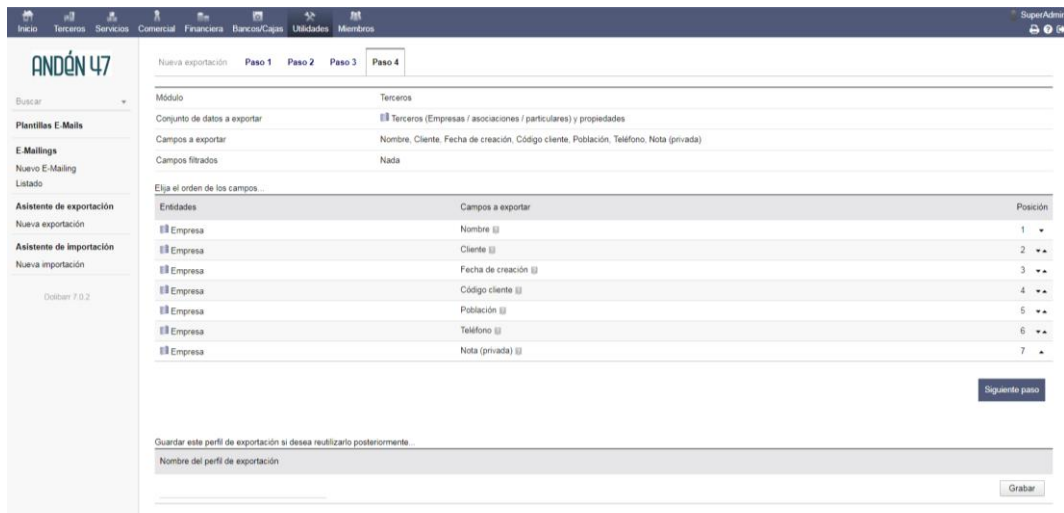 Inicio Terceros Servicios Comercial Financiera Bancos/Cajas Utilidades Miembros SuperAdmin
ANDÉN 47
Buscar
Plantillas E-Mails
E-Mailings
Nuevo E-Mailing
Listado
Asistente de exportación
Nueva exportación
Asistente de importación
Nueva importación
Dolibarr 7.0.2
Nueva exportación Paso 1 Paso 2 Paso 3 Paso 4
Módulo Terceros
Conjunto de datos a exportar Terceros (Empresas / asociaciones / particulares) y propiedades
Campos a exportar Nombre, Cliente, Fecha de creación, Código cliente, Población, Teléfono, Nota (privada)
Campos filtrados Nada
Elija el orden de los campos...
Entidades Campos a exportar Posición
Empresa Nombre 1
Empresa Cliente 2
Empresa Fecha de creación 3
Empresa Código cliente 4
Empresa Población 5
Empresa Teléfono 6
Empresa Nota (privada) 7
Siguiente paso
Guardar este perfil de exportación si desea reutilizarlo posteriormente...
Nombre del perfil de exportación
Grabar